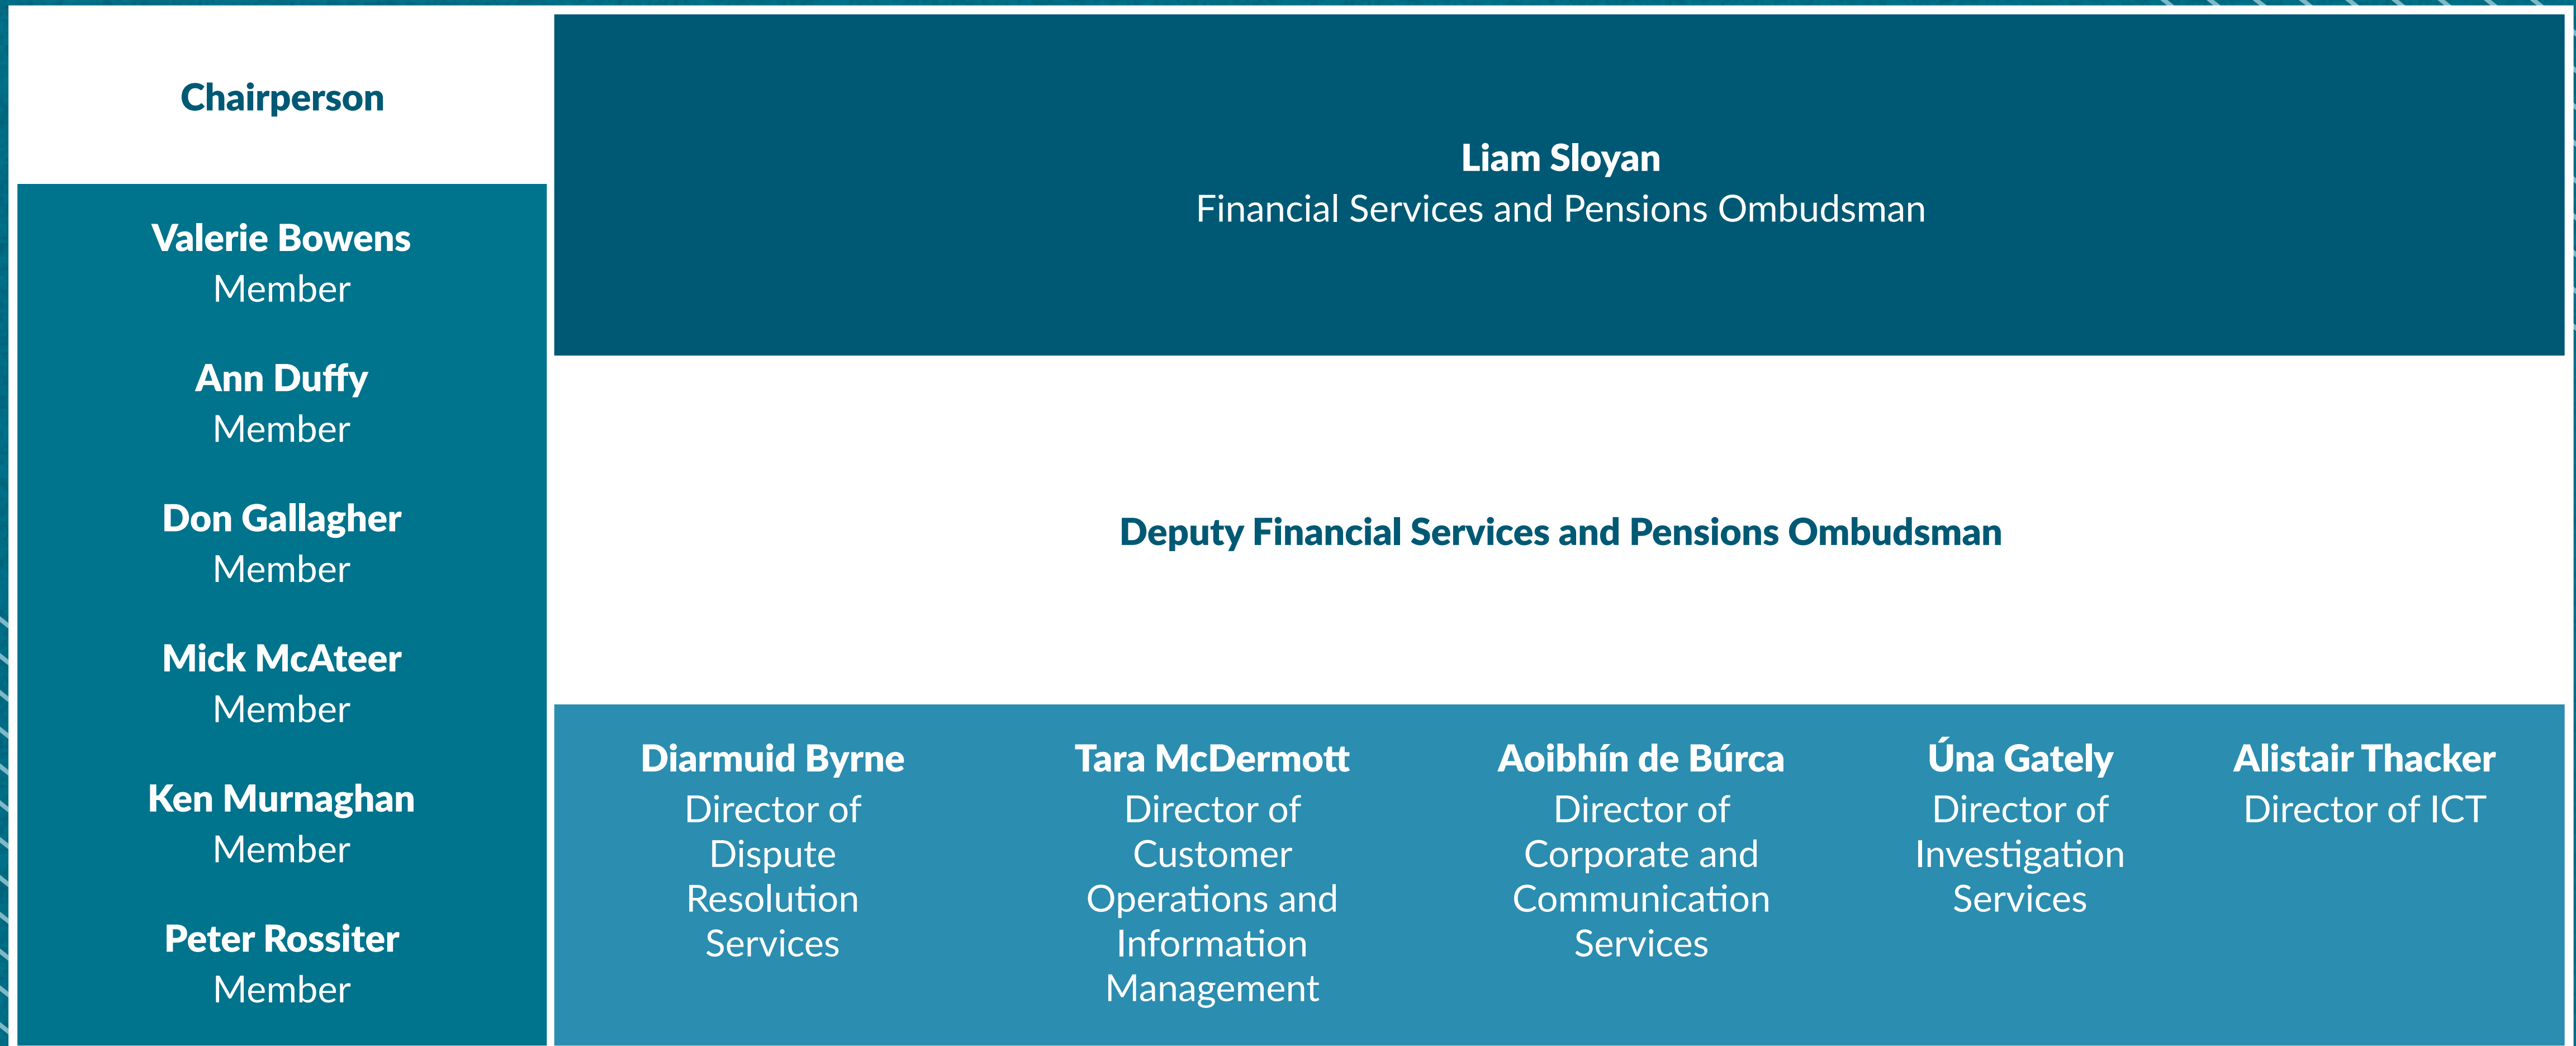 Chairperson
Valerie Bowens
Member
Ann Duffy
Member
Don Gallagher
Member
Mick McAteer
Member
Ken Murnaghan
Member
Peter Rossiter
Member
Liam Sloyan
Financial Services and Pensions Ombudsman
Deputy Financial Services and Pensions Ombudsman
Diarmuid Byrne
Director of
Dispute
Resolution
Services
Tara McDermott
Director of
Customer
Operations and
Information
Management
Aoibhín de Búrca
Director of
Corporate and
Communication
Services
Úna Gately
Director of
Investigation
Services
Alistair Thacker
Director of ICT